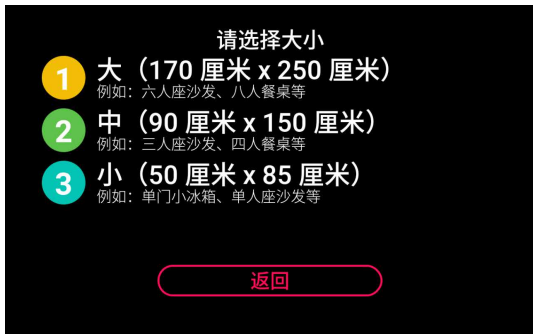 请选择大小
1 大（170 厘米 x 250 厘米）
例如：六人座沙发、八人餐桌等
2 中（90 厘米 x 150 厘米）
例如：三人座沙发、四人餐桌等
3 小（50 厘米 x 85 厘米）
例如：单门小冰箱、单人座沙发等
返回